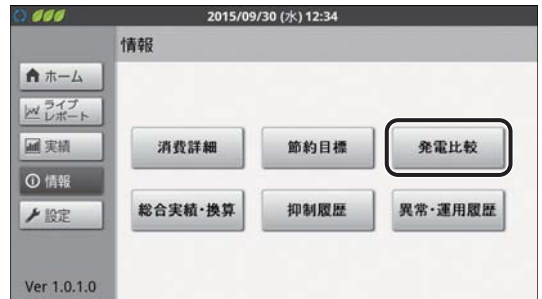 2015/09/30 (水) 12:34
情報
ホーム
ライブ
レポート
実績
情報
設定
消費詳細
節約目標
発電比較
総合実績・換算
抑制履歴
異常・運用履歴
Ver 1.0.1.0